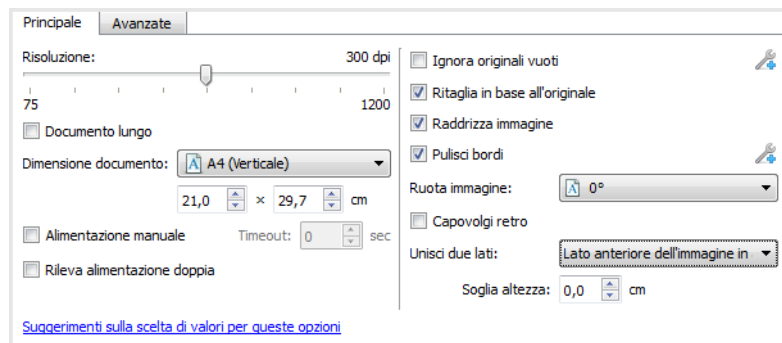 Principale Avanzate
Risoluzione: 300 dpi
75 1200
Documento lungo
Dimensione documento: A4 (Verticale)
21,0 × 29,7 cm
Alimentazione manuale Timeout: 0 sec
Rileva alimentazione doppia
Suggerimenti sulla scelta di valori per queste opzioni
Ignora originali vuoti
Ritaglia in base all'originale
Raddrizza immagine
Pulisci bordi
Ruota immagine: 0°
Capovolgi retro
Unisci due lati: Lato anteriore dell'immagine in
Soglia altezza: 0,0 cm